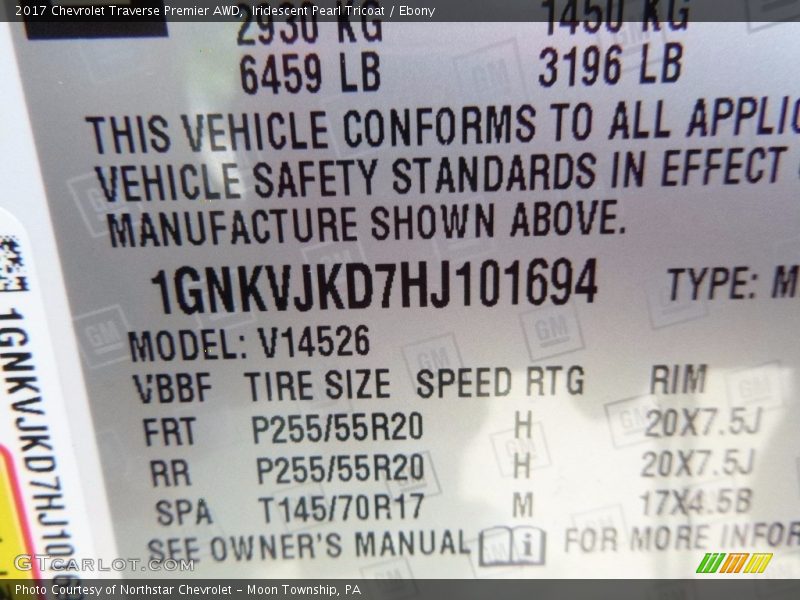 2017 Chevrolet Traverse Premier AWD, Iridescent Pearl Tricoat / Ebony
2930 KG 1450 KG
6459 LB 3196 LB
THIS VEHICLE CONFORMS TO ALL
VEHICLE SAFETY STANDARDS IN EFFECT
MANUFACTURE SHOWN ABOVE.
1GNKVJKD7HJ101694 TYPE: M
MODEL: V14526
VBBF TIRE SIZE SPEED RTG RIM
FRT P255/55R20 H 20X7.5J
RR P255/55R20 H 20X7.5J
SPA T145/70R17 M 17X4.5B
SEE OWNER'S MANUAL i FOR MORE
1GNKVJKD7HJ10169
GTCarLot.com
Photo Courtesy of Northstar Chevrolet - Moon Township, PA